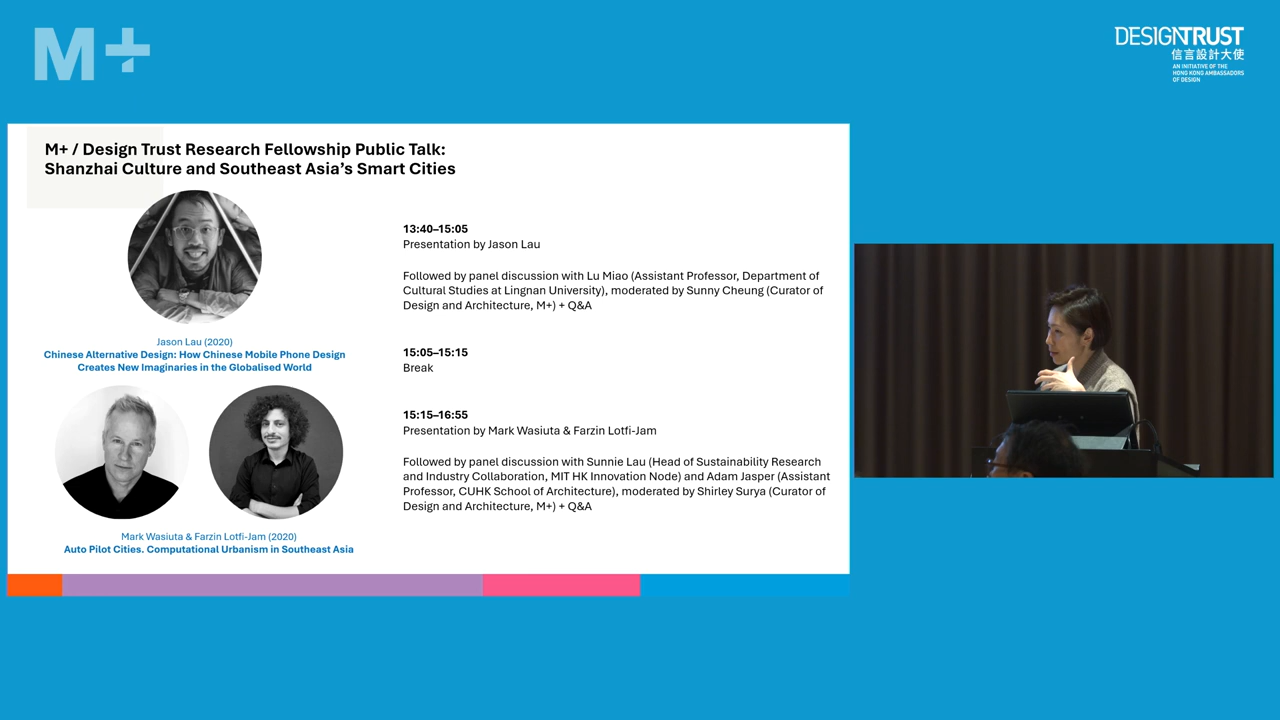 M+
DESIGNTRUST
信言設計大使
AN INITIATIVE OF THE
HONG KONG AMBASSADORS
OF DESIGN
M+ / Design Trust Research Fellowship Public Talk:
Shanzhai Culture and Southeast Asia’s Smart Cities
Jason Lau (2020)
Chinese Alternative Design: How Chinese Mobile Phone Design
Creates New Imaginaries in the Globalised World
Mark Wasiuta & Farzin Lotfi-Jam (2020)
Auto Pilot Cities. Computational Urbanism in Southeast Asia
13:40–15:05
Presentation by Jason Lau
Followed by panel discussion with Lu Miao (Assistant Professor, Department of
Cultural Studies at Lingnan University), moderated by Sunny Cheung (Curator of
Design and Architecture, M+) + Q&A
15:05–15:15
Break
15:15–16:55
Presentation by Mark Wasiuta & Farzin Lotfi-Jam
Followed by panel discussion with Sunnie Lau (Head of Sustainability Research
and Industry Collaboration, MIT HK Innovation Node) and Adam Jasper (Assistant
Professor, CUHK School of Architecture), moderated by Shirley Surya (Curator of
Design and Architecture, M+) + Q&A